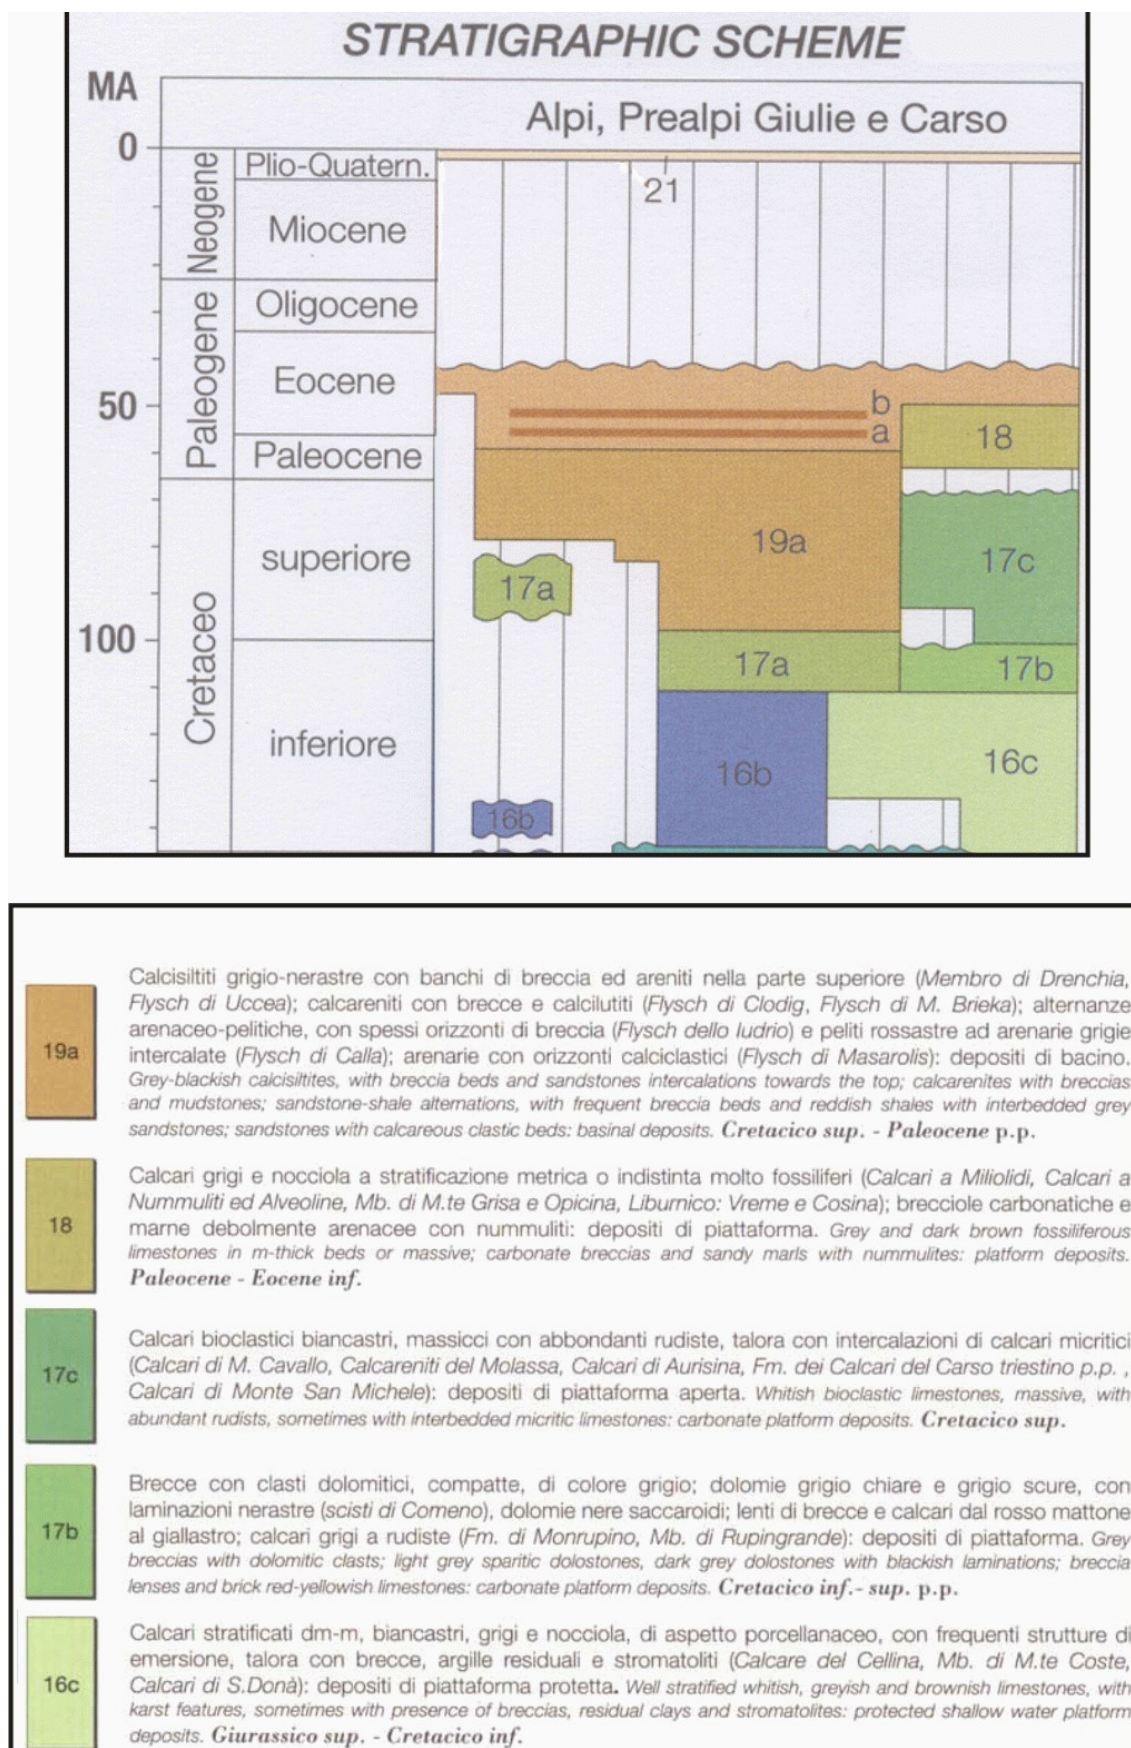 STRATIGRAPHIC SCHEME
MA
Alpi, Prealpi Giulie e Carso
0
Neogene
Plio-Quatern.
21
Miocene
Paleogene
Oligocene
Eocene
50
b
a
18
Paleocene
Cretaceo
superiore
19a
17c
17a
100
17a
17b
inferiore
16b
16c
16b
19a
Calcisiltiti grigio-nerastre con banchi di breccia ed areniti nella parte superiore (Membro di Drenchia,
Flysch di Uccea); calcareniti con brecce e calcilutiti (Flysch di Clodig, Flysch di M. Brieka); alternanze
arenaceo-pelitiche, con spessi orizzonti di breccia (Flysch dello Iudrio) e peliti rossastre ad arenarie grigie
intercalate (Flysch di Calla); arenarie con orizzonti calciclastici (Flysch di Masarolis): depositi di bacino.
Grey-blackish calcisiltites, with breccia beds and sandstones intercalations towards the top; calcarenites with breccias
and mudstones; sandstone-shale alternations, with frequent breccia beds and reddish shales with interbedded grey
sandstones; sandstones with calcareous clastic beds: basinal deposits. Cretacico sup. - Paleocene p.p.
18
Calcari grigi e nocciola a stratificazione metrica o indistinta molto fossiliferi (Calcari a Miliolidi, Calcari a
Nummuliti ed Alveoline, Mb. di M.te Grisa e Opicina, Liburnico: Vreme e Cosina); brecciole carbonatiche e
marne debolmente arenacee con nummuliti: depositi di piattaforma. Grey and dark brown fossiliferous
limestones in m-thick beds or massive; carbonate breccias and sandy marls with nummulites: platform deposits.
Paleocene - Eocene inf.
17c
Calcari bioclastici biancastri, massicci con abbondanti rudiste, talora con intercalazioni di calcari micritici
(Calcari di M. Cavallo, Calcareniti del Molassa, Calcari di Aurisina, Fm. dei Calcari del Carso triestino p.p. ,
Calcari di Monte San Michele): depositi di piattaforma aperta. Whitish bioclastic limestones, massive, with
abundant rudists, sometimes with interbedded micritic limestones: carbonate platform deposits. Cretacico sup.
17b
Brecce con clasti dolomitici, compatte, di colore grigio; dolomie grigio chiare e grigio scure, con
laminazioni nerastre (scisti di Comeno), dolomie nere saccaroidi; lenti di brecce e calcari dal rosso mattone
al giallastro; calcari grigi a rudiste (Fm. di Monrupino, Mb. di Rupingrande): depositi di piattaforma. Grey
breccias with dolomitic clasts; light grey sparitic dolostones, dark grey dolostones with blackish laminations; breccia
lenses and brick red-yellowish limestones: carbonate platform deposits. Cretacico inf.- sup. p.p.
16c
Calcari stratificati dm-m, biancastri, grigi e nocciola, di aspetto porcellanaceo, con frequenti strutture di
emersione, talora con brecce, argille residuali e stromatoliti (Calcare del Cellina, Mb. di M.te Coste,
Calcari di S.Donà): depositi di piattaforma protetta. Well stratified whitish, greyish and brownish limestones, with
karst features, sometimes with presence of breccias, residual clays and stromatolites: protected shallow water platform
deposits. Giurassico sup. - Cretacico inf.